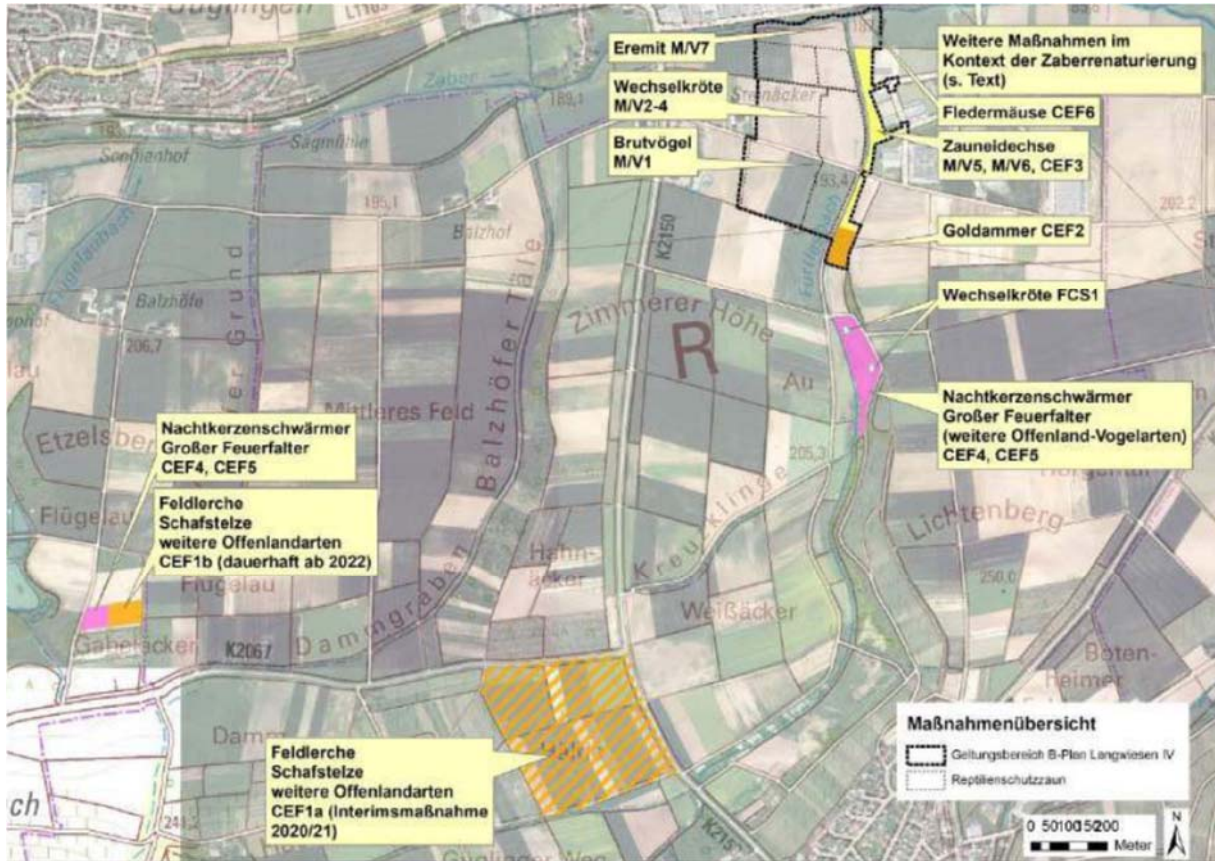 Eremit M/V7
Wechselkröte
M/V2-4
Brutvögel
M/V1
Weitere Maßnahmen im
Kontext der Zaberrenaturierung
(s. Text)
Fledermäuse CEF6
Zauneidechse
M/V5, M/V6, CEF3
Goldammer CEF2
Wechselkröte FCS1
Nachtkerzenschwärmer
Großer Feuerfalter
(weitere Offenland-Vogelarten)
CEF4, CEF5
Zaber
189,1
Steinäcker
Sägmühle
195,1
Balzhof
193,4
202,2
K2150
Balzhöfe
206,7
Zimmerer Höhe
R
Au
Mittleres Feld
Balzhöfer Täle
Nachtkerzenschwärmer
Großer Feuerfalter
CEF4, CEF5
205,3
Feldlerche
Schafstelze
weitere Offenlandarten
CEF1b (dauerhaft ab 2022)
Flügelau
Flügelau
Lichtenberg
250,0
Weißäcker
Gabeläcker
K2067
Dammgraben
Feldlerche
Schafstelze
weitere Offenlandarten
CEF1a (Interimsmaßnahme
2020/21)
Maßnahmenübersicht
Geltungsbereich B-Plan Langwiesen IV
Reptilienschutzzaun
0 50100150200
Meter
N